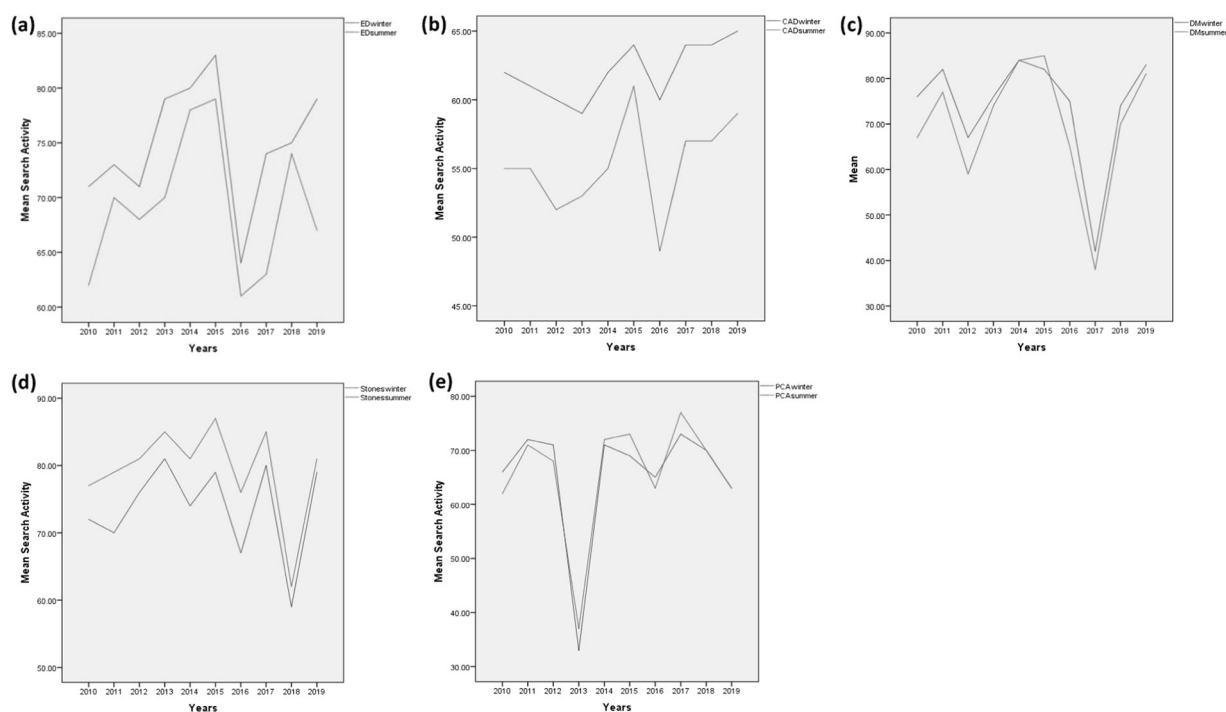 (a)
EDwinter
EDsummer
85.00
80.00
75.00
70.00
65.00
60.00
Mean Search Activity
2010 2011 2012 2013 2014 2015 2016 2017 2018 2019
Years
(b)
CADwinter
CADsummer
65.00
60.00
55.00
50.00
45.00
Mean Search Activity
2010 2011 2012 2013 2014 2015 2016 2017 2018 2019
Years
(c)
DMwinter
DMsummer
90.00
80.00
70.00
60.00
50.00
40.00
30.00
Mean
2010 2011 2012 2013 2014 2015 2016 2017 2018 2019
Years
(d)
Stoneswinter
Stonessummer
90.00
80.00
70.00
60.00
50.00
Mean Search Activity
2010 2011 2012 2013 2014 2015 2016 2017 2018 2019
Years
(e)
PCAwinter
PCAsummer
80.00
70.00
60.00
50.00
40.00
30.00
Mean Search Activity
2010 2011 2012 2013 2014 2015 2016 2017 2018 2019
Years